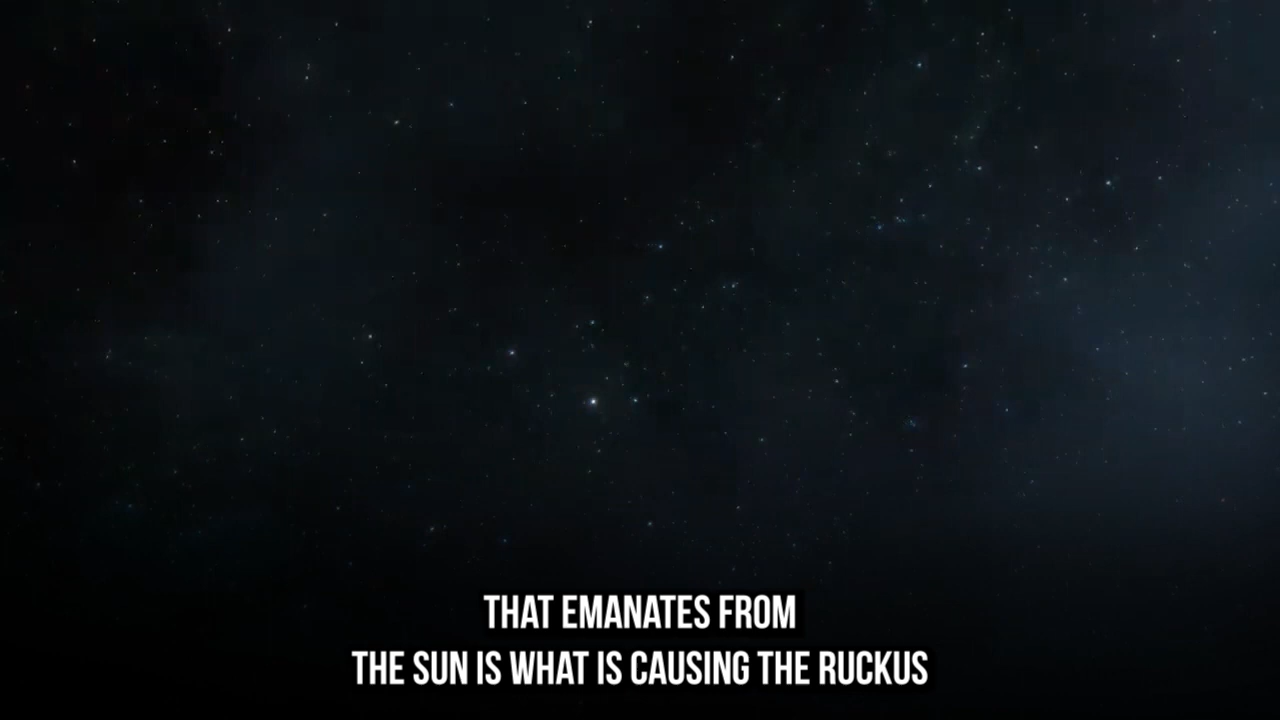 THAT EMANATES FROM
THE SUN IS WHAT IS CAUSING THE RUCKUS